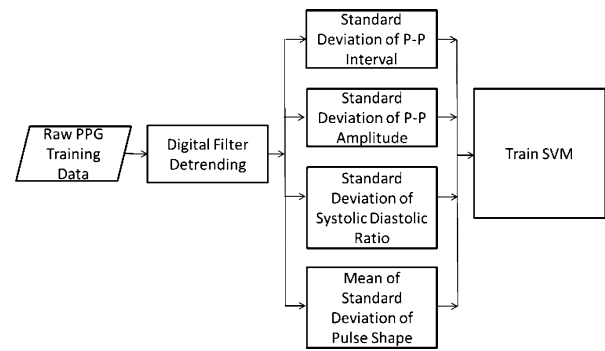 Raw PPG
Training
Data
Digital Filter
Detrending
Standard
Deviation of P-P
Interval
Standard
Deviation of P-P
Amplitude
Standard
Deviation of
Systolic Diastolic
Ratio
Mean of
Standard
Deviation of
Pulse Shape
Train SVM